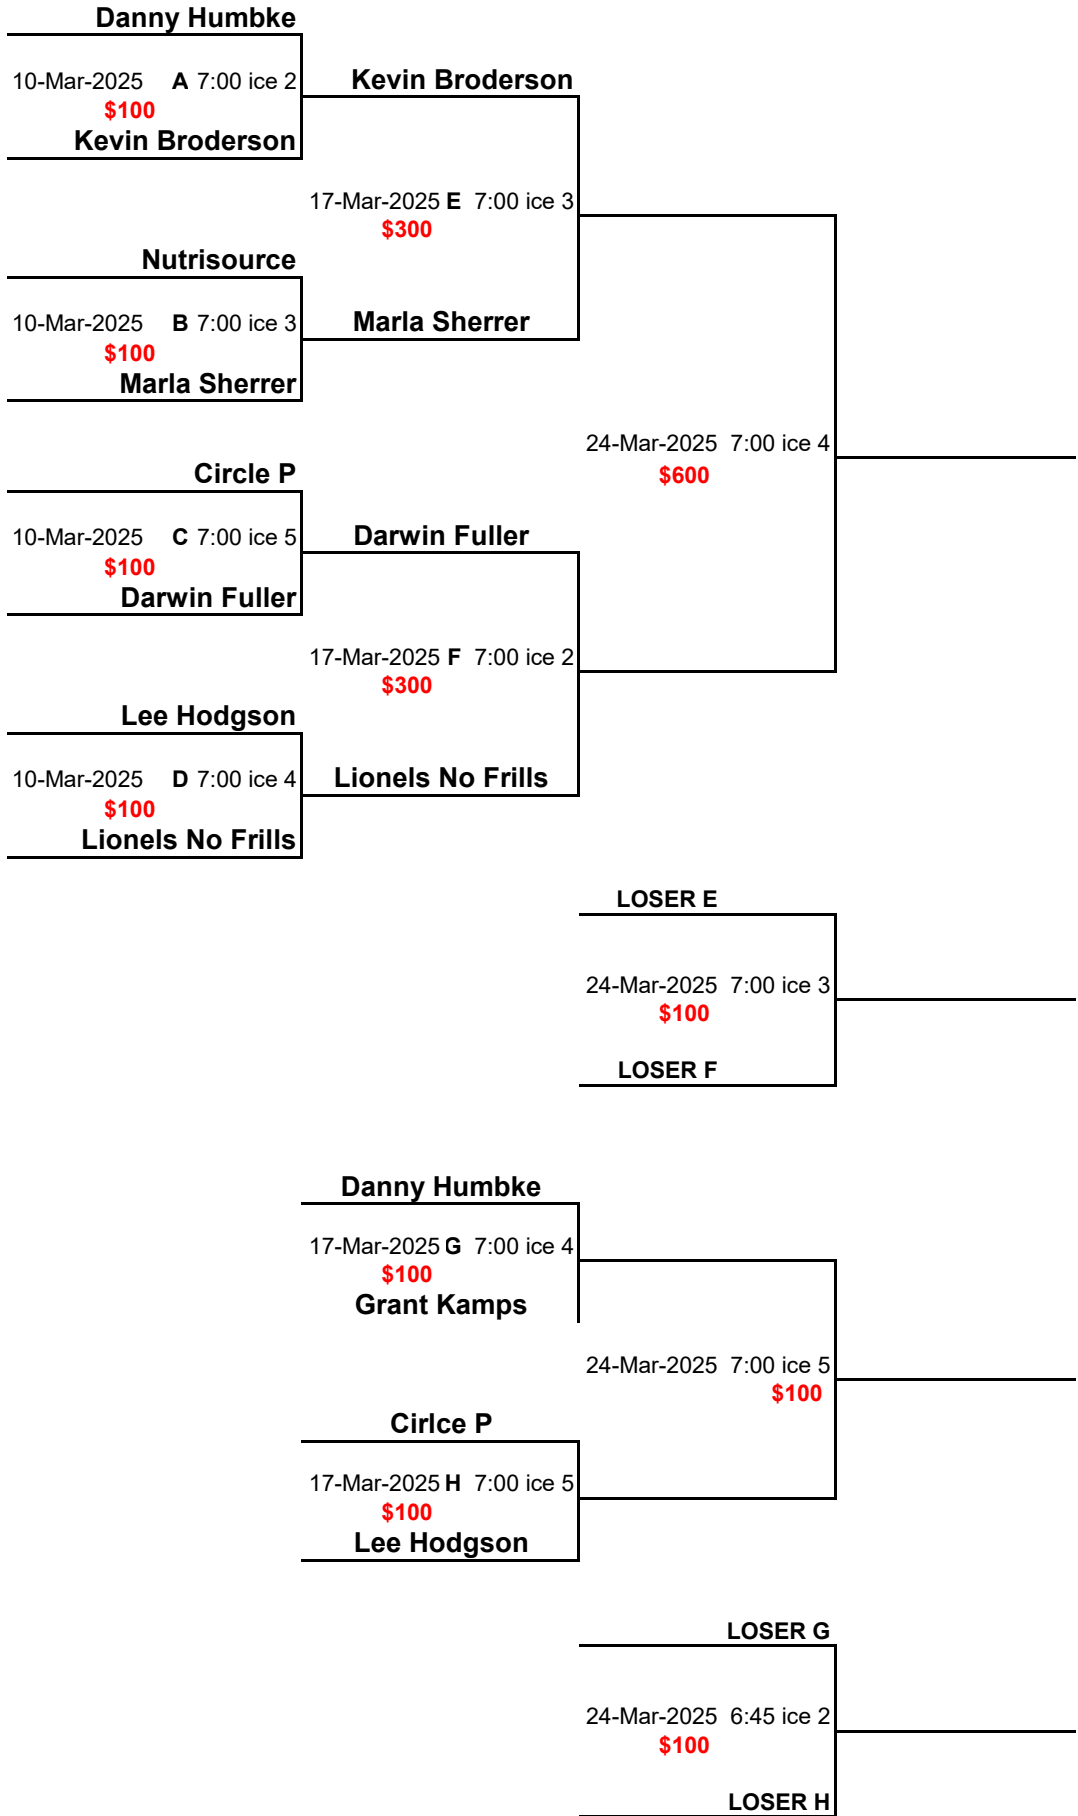 Danny Humbke
10-Mar-2025 A 7:00 ice 2
$100
Kevin Broderson
Kevin Broderson
17-Mar-2025 E 7:00 ice 3
$300
Nutrisource
10-Mar-2025 B 7:00 ice 3
$100
Marla Sherrer
Marla Sherrer
24-Mar-2025 7:00 ice 4
$600
Circle P
10-Mar-2025 C 7:00 ice 5
$100
Darwin Fuller
Darwin Fuller
17-Mar-2025 F 7:00 ice 2
$300
Lee Hodgson
10-Mar-2025 D 7:00 ice 4
$100
Lionels No Frills
Lionels No Frills
LOSER E
24-Mar-2025 7:00 ice 3
$100
LOSER F
Danny Humbke
17-Mar-2025 G 7:00 ice 4
$100
Grant Kamps
24-Mar-2025 7:00 ice 5
$100
Cirlce P
17-Mar-2025 H 7:00 ice 5
$100
Lee Hodgson
LOSER G
24-Mar-2025 6:45 ice 2
$100
LOSER H